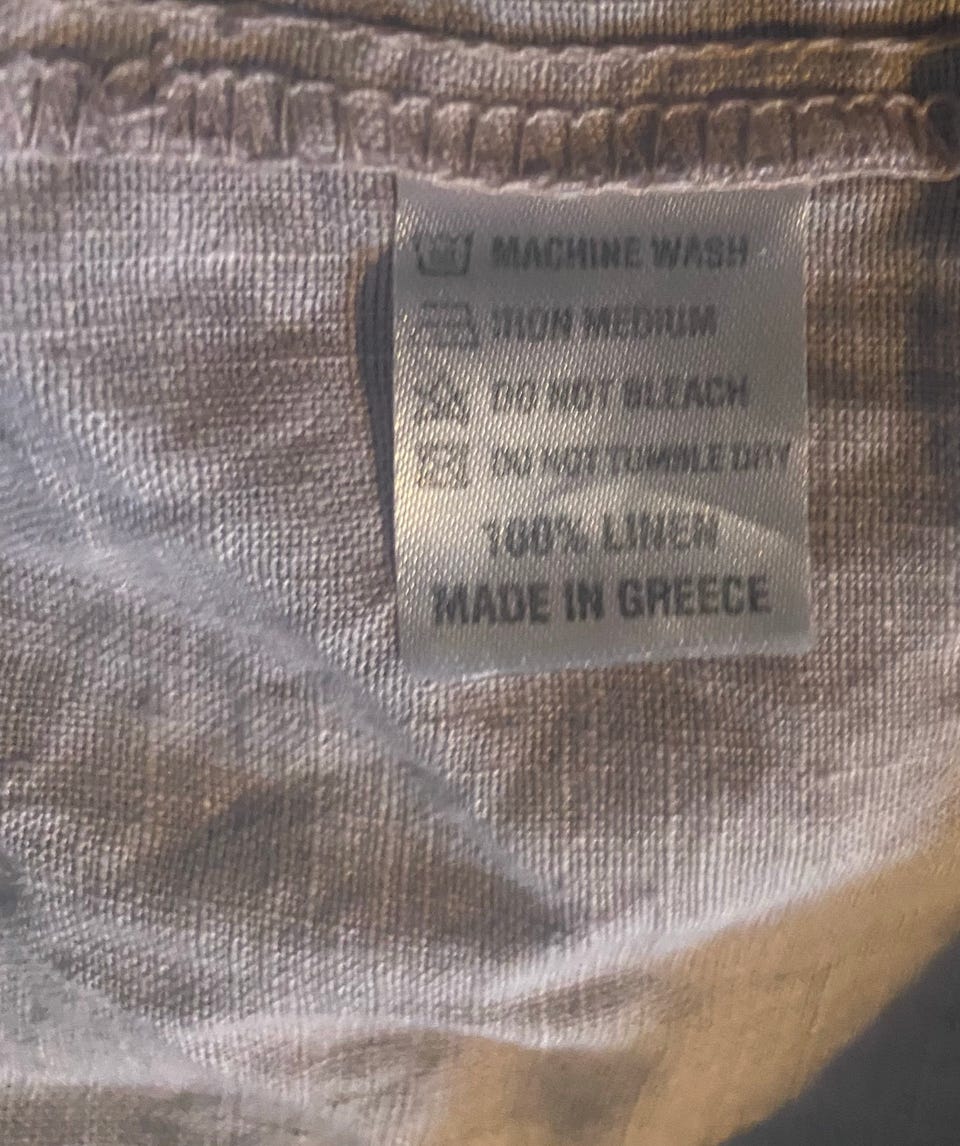 MACHINE WASH
IRON MEDIUM
DO NOT BLEACH
DO NOT TUMBLE DRY
100% LINEN
MADE IN GREECE